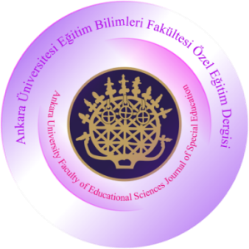 Ankara Üniversitesi Eğitim Bilimleri Fakültesi Özel Eğitim Dergisi
Ankara University Faculty of Educational Sciences Journal of Special Education